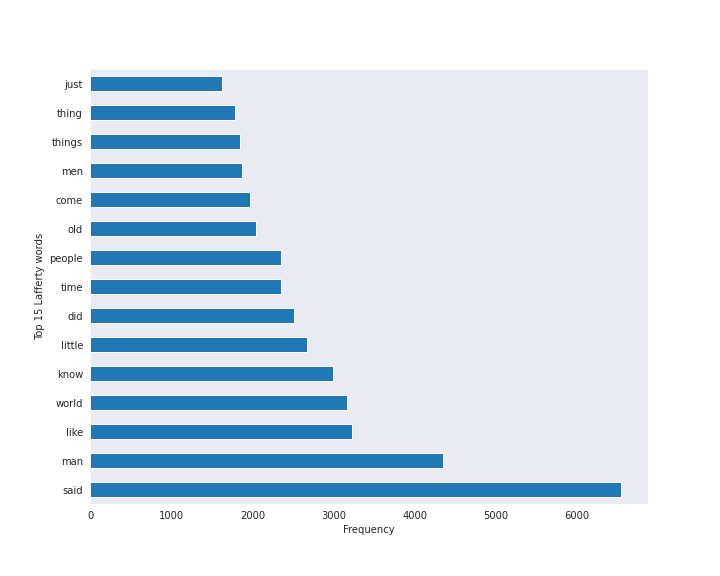 just
thing
things
men
come
old
people
time
did
little
know
world
like
man
said
Top 15 Lafferty words
0 1000 2000 3000 4000 5000 6000
Frequency